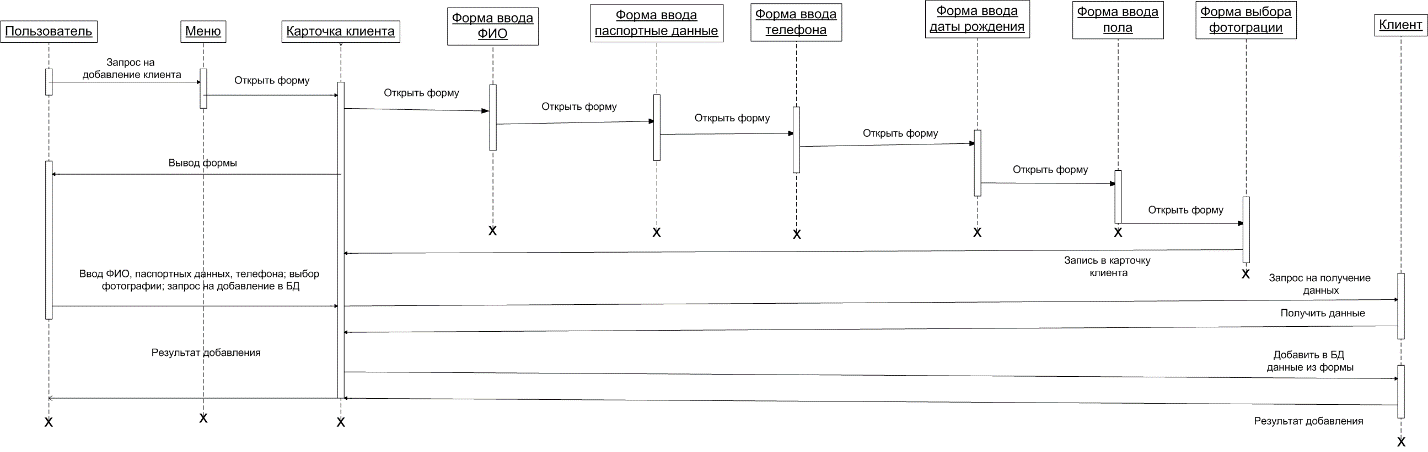 Пользователь
Меню
Карточка клиента
Форма ввода
ФИО
Форма ввода
паспортные данные
Форма ввода
телефона
Форма ввода
даты рождения
Форма ввода
пола
Форма выбора
фотограции
Клиент
Запрос на
добавление клиента
Открыть форму
Открыть форму
Открыть форму
Открыть форму
Открыть форму
Открыть форму
Открыть форму
Вывод формы
X
X
X
X
X
Запись в карточку
клиента
X
Ввод ФИО, паспортных данных, телефона; выбор
фотографии; запрос на добавление в БД
Запрос на получение
данных
Получить данные
Результат добавления
Добавить в БД
данные из формы
Результат добавления
X
X
X
X